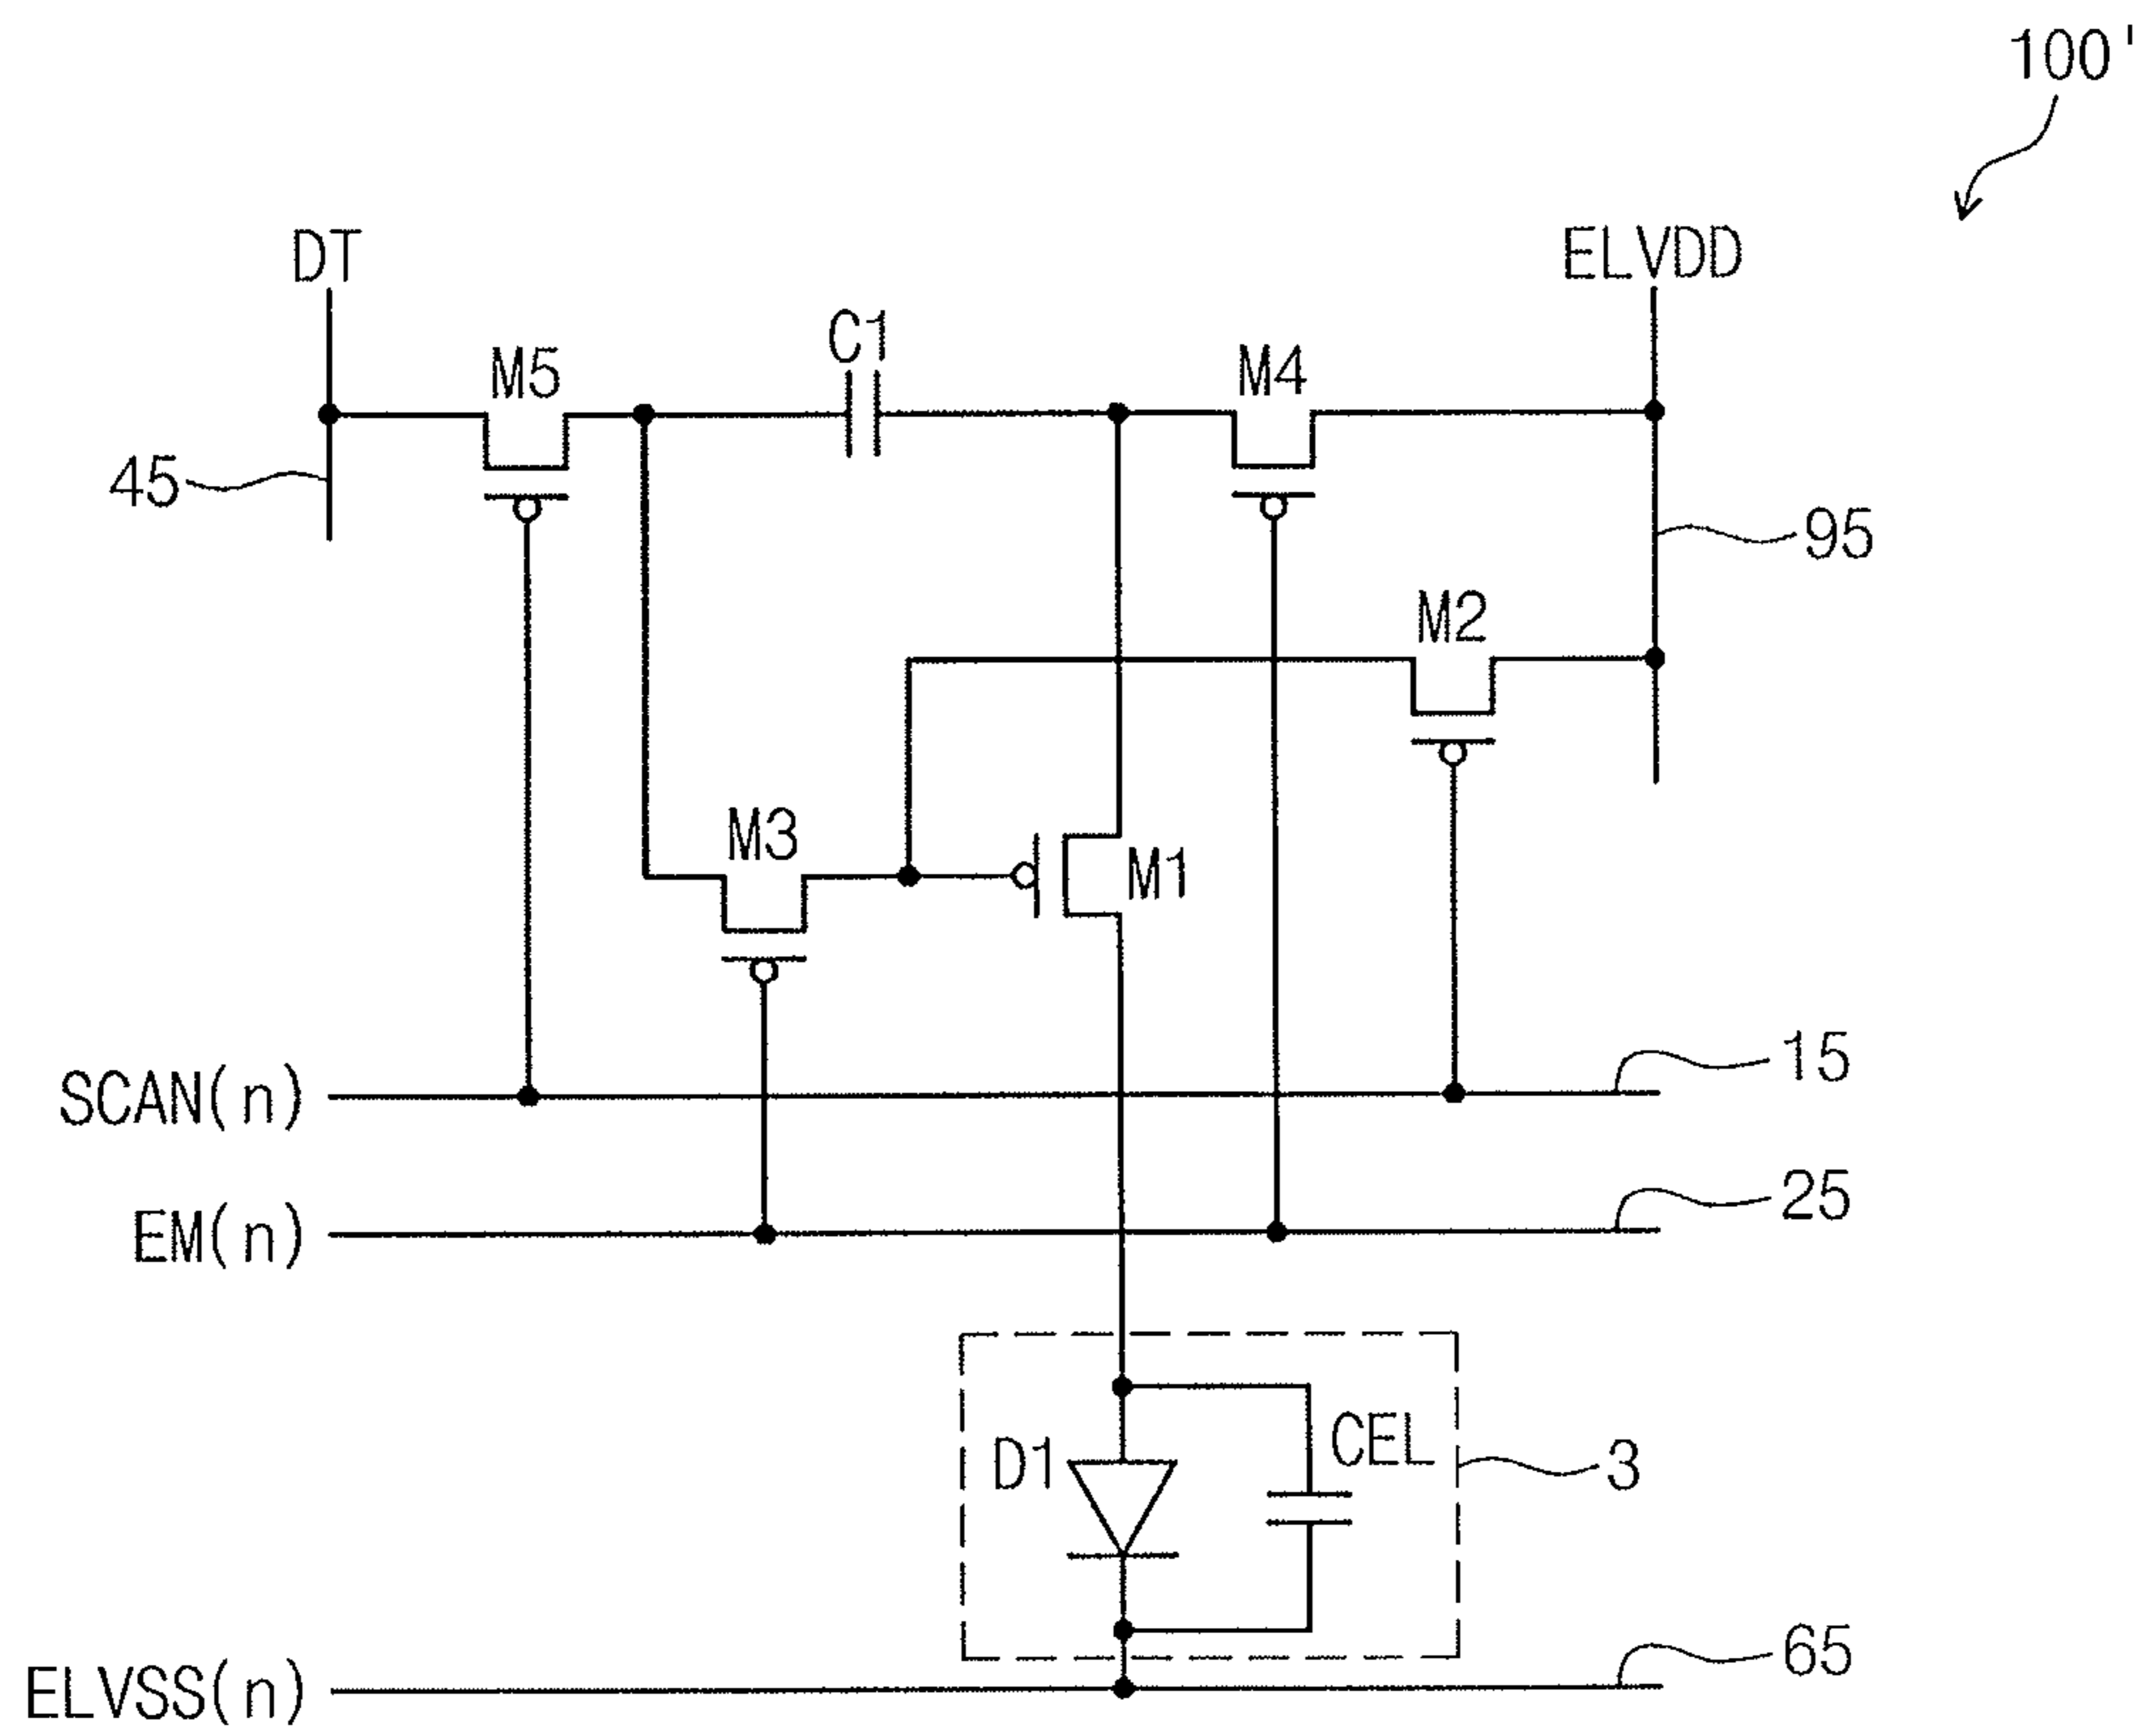 100'
DT
ELVDD
C1
M5
M4
45
95
M2
M3
M1
SCAN(n)
15
EM(n)
25
D1
CEL
3
ELVSS(n)
65